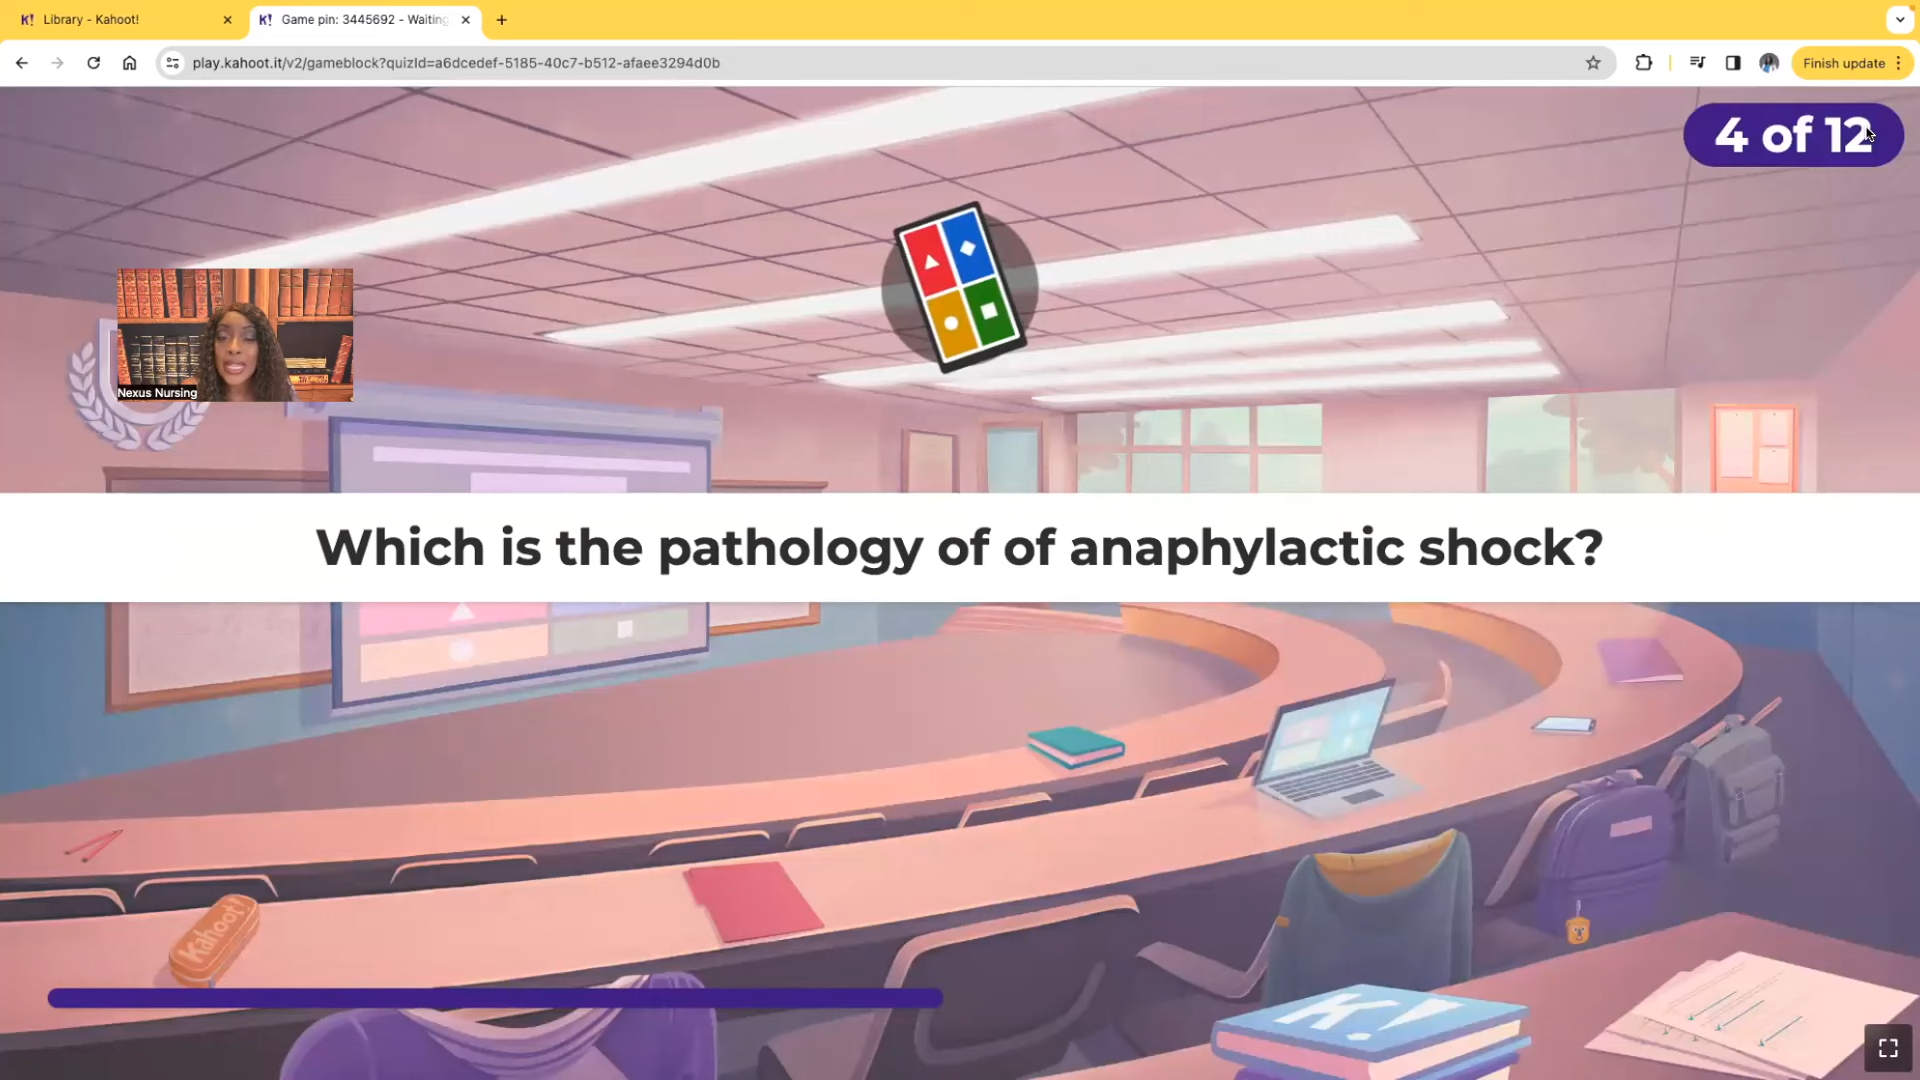 Library - Kahoot!
Game pin: 3445692 - Waiting
play.kahoot.it/v2/gameblock?quizId=a6dcedef-5185-40c7-b512-afaee3294d0b
Finish update
4 of 12
Nexus Nursing
Which is the pathology of of anaphylactic shock?
Kahoot!
K!